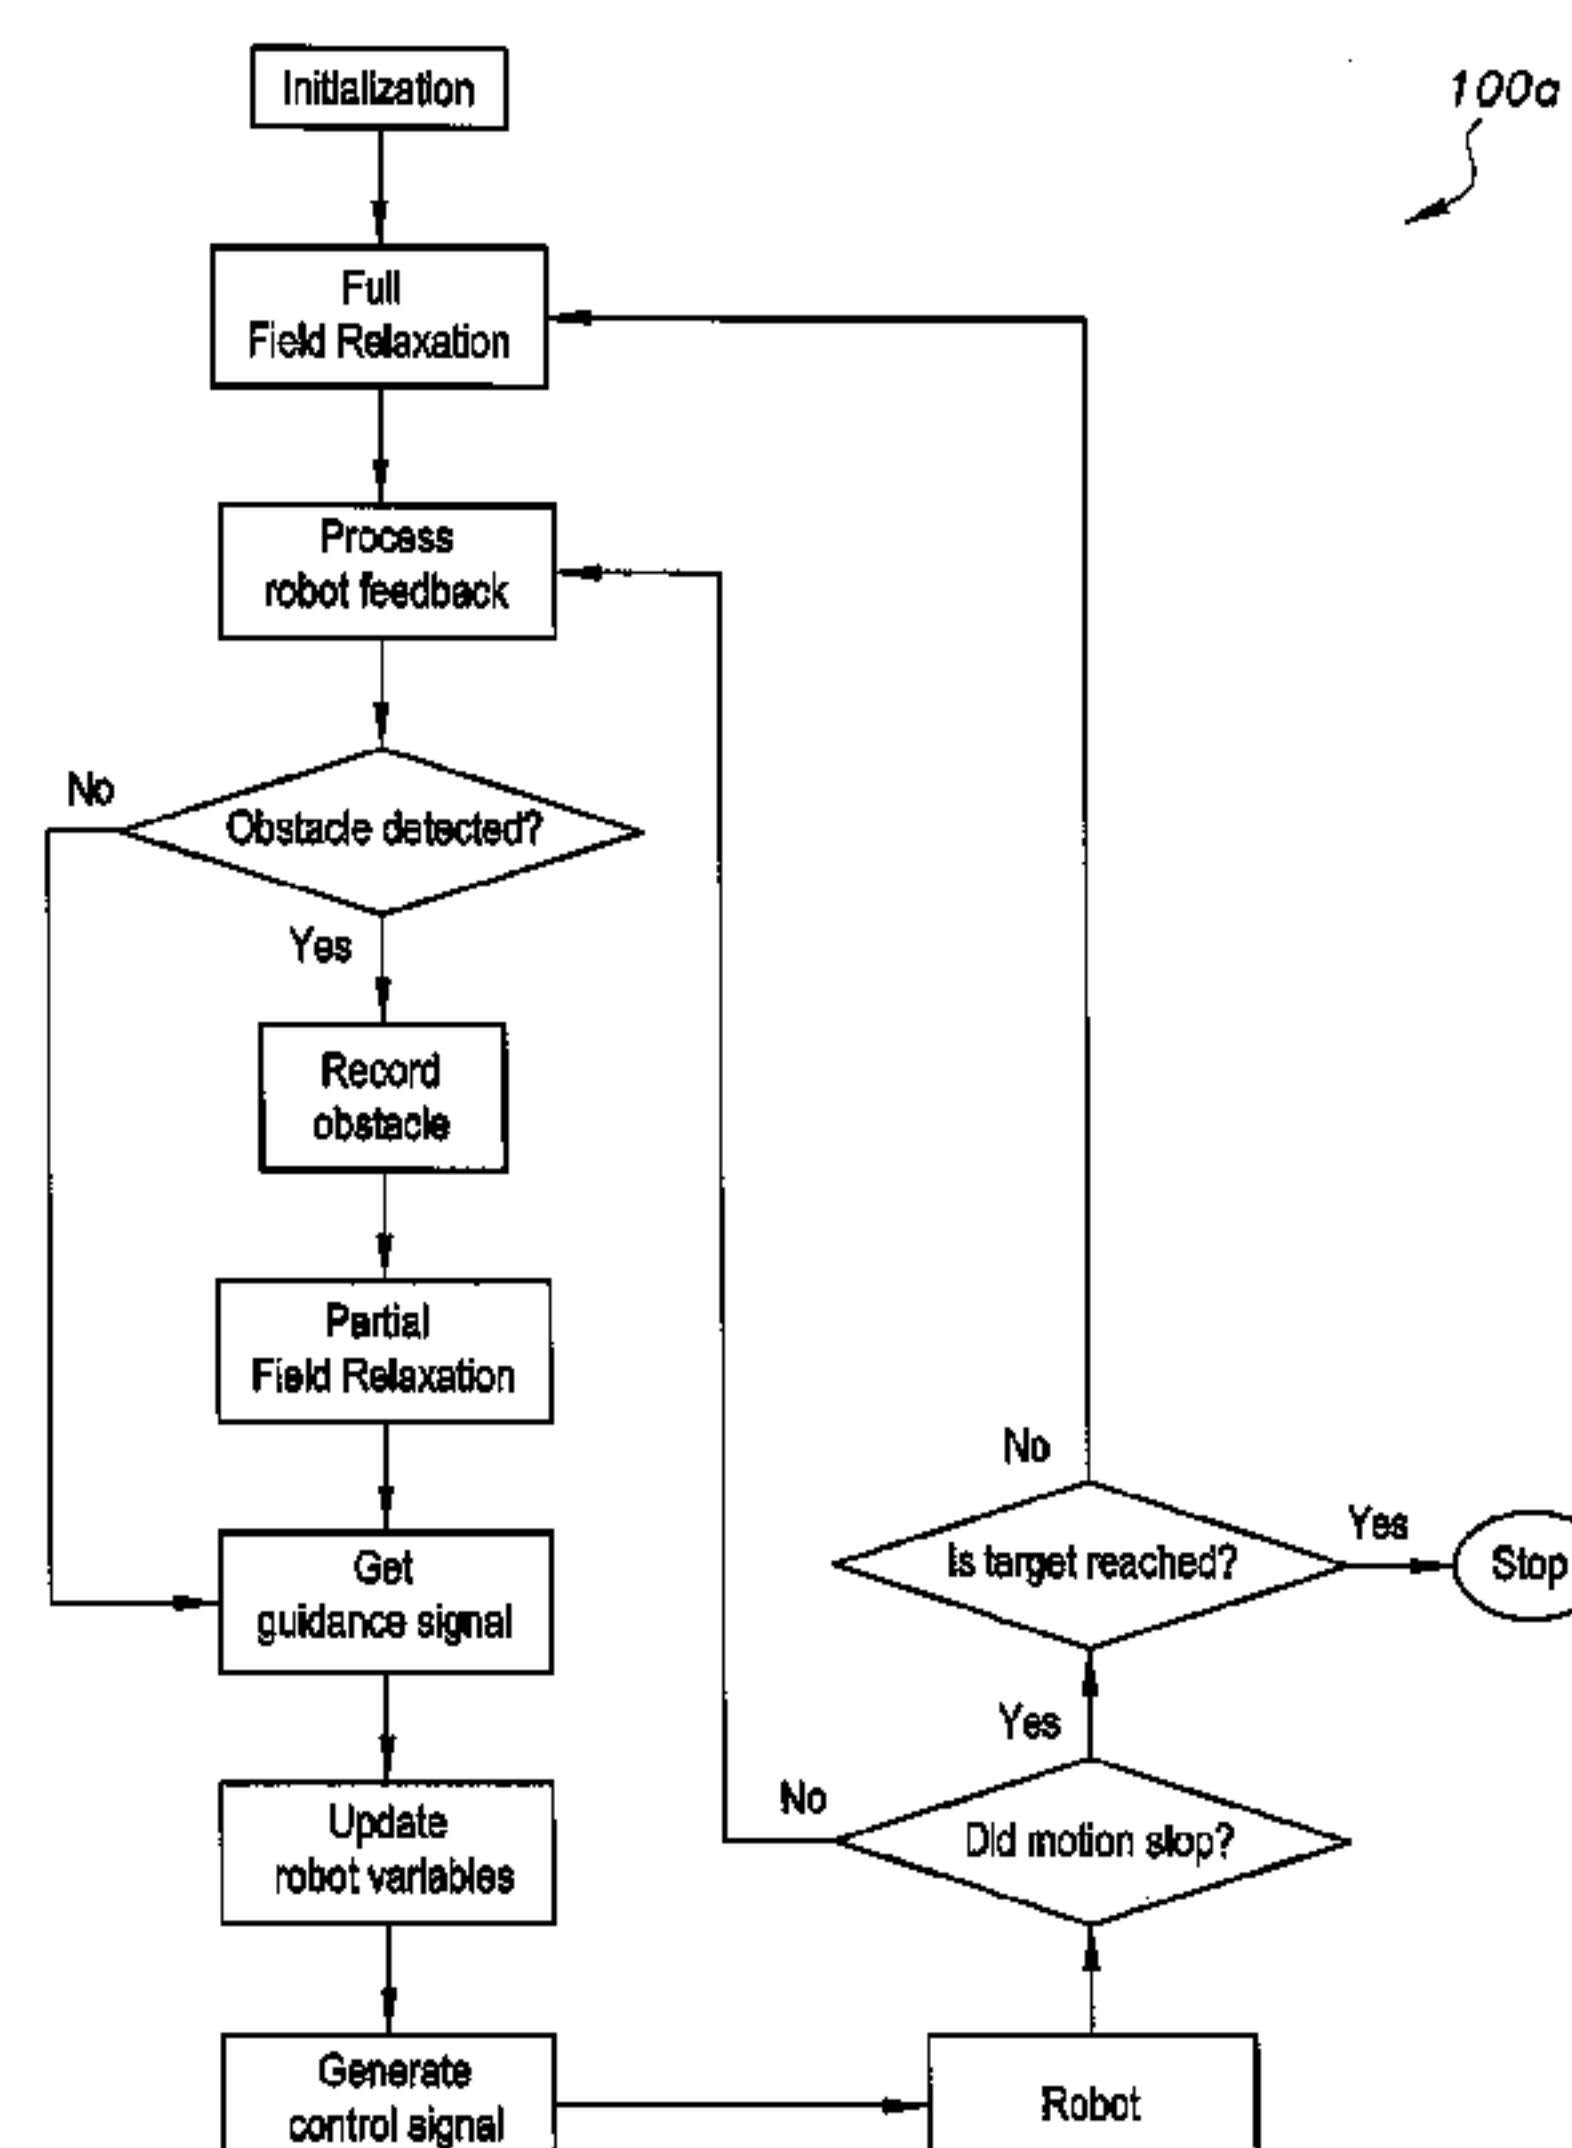 Initialization
100a
Full
Field Relaxation
Process
robot feedback
No
Obstacle detected?
Yes
Record
obstacle
Partial
Field Relaxation
No
Yes
Get
guidance signal
Is target reached?
Stop
Yes
Update
robot variables
No
Did motion stop?
Generate
control signal
Robot